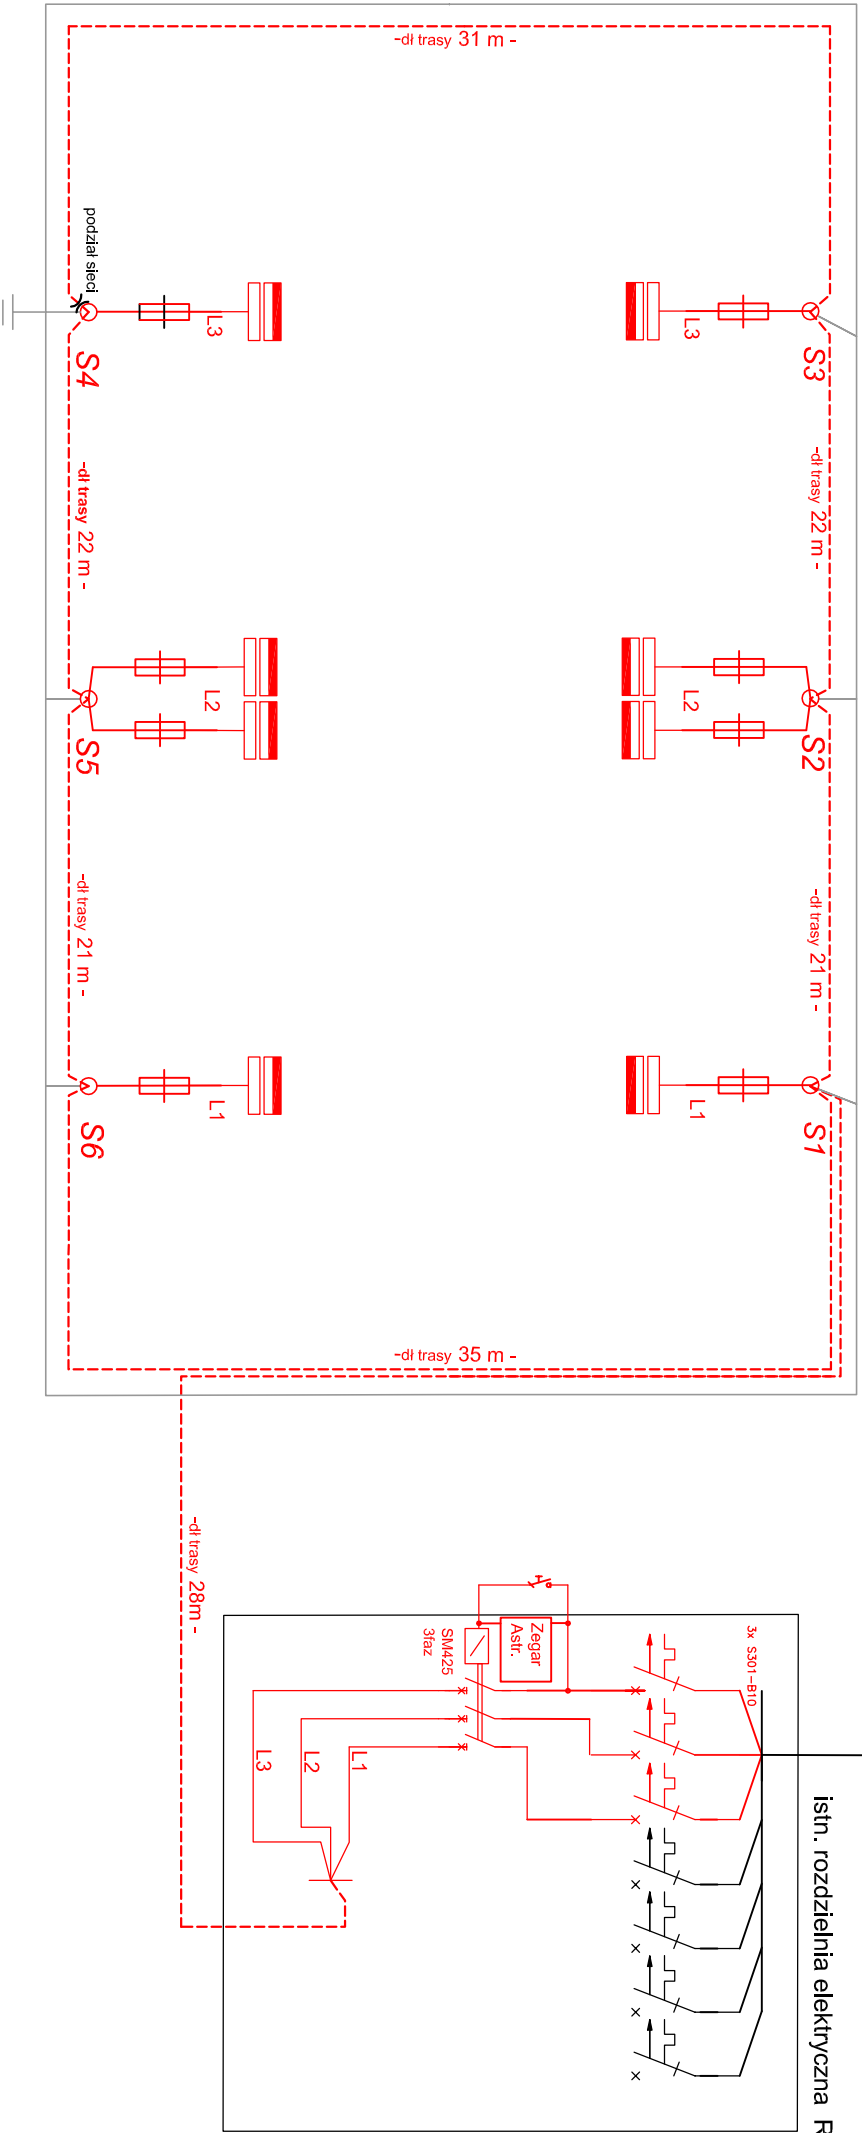 -dł trasy 31 m -
podział sieci
L3
L3
S4
S3
-dł trasy 22 m -
-dł trasy 22 m -
L2
L2
S5
S2
-dł trasy 21 m -
-dł trasy 21 m -
L1
L1
S6
S1
-dł trasy 35 m -
-dł trasy 28m -
3x S301-B10
Zegar
Astr.
SM425
3faz
L3
L2
L1
istn. rozdzielnia elektryczna R